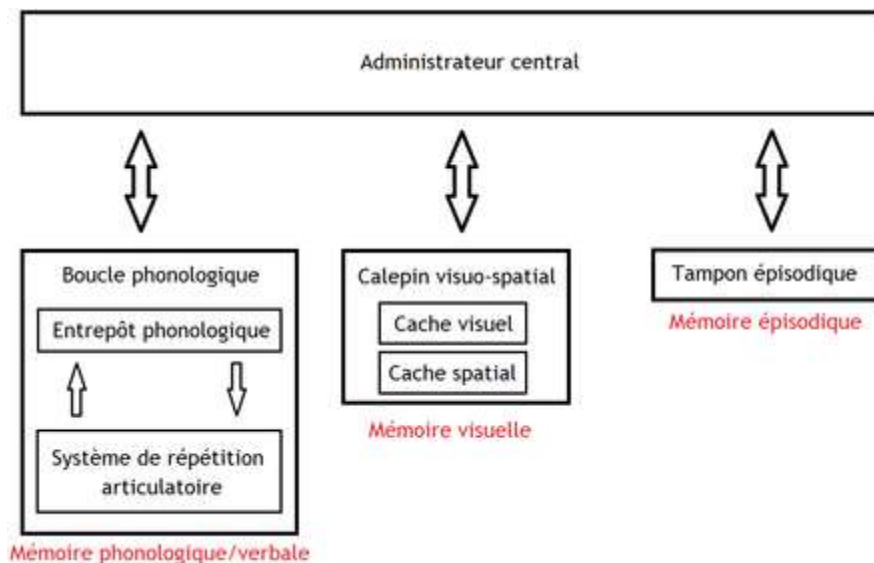 Administrateur central
Boucle phonologique
Entrepôt phonologique
Système de répétition
articulatoire
Mémoire phonologique/verbale
Calepin visuo-spatial
Cache visuel
Cache spatial
Mémoire visuelle
Tampon épisodique
Mémoire épisodique